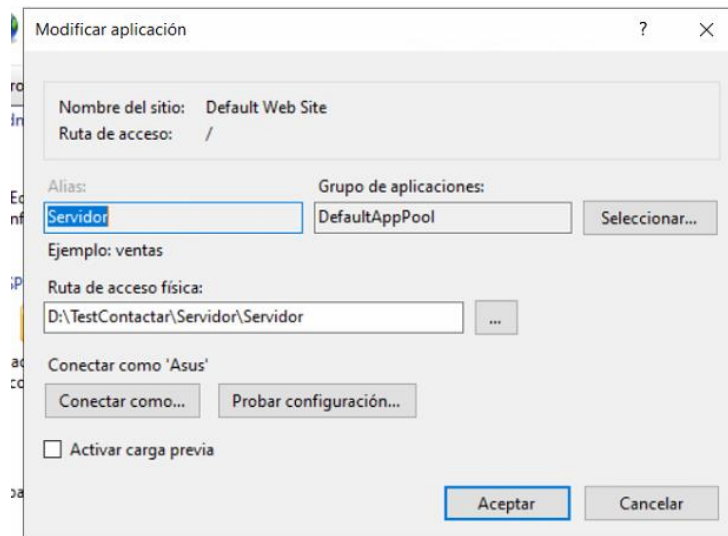 Modificar aplicación
?
Nombre del sitio: Default Web Site
Ruta de acceso: /
Alias: Grupo de aplicaciones:
Servidor DefaultAppPool Seleccionar...
Ejemplo: ventas
Ruta de acceso física:
D:\TestContactar\Servidor\Servidor ...
Conectar como 'Asus'
Conectar como... Probar configuración...
Activar carga previa
Aceptar Cancelar